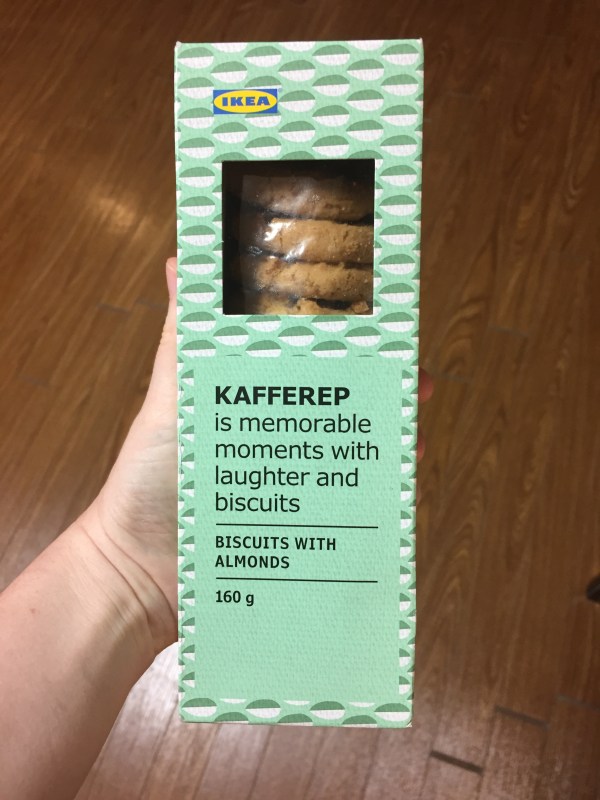 IKEA
KAFFEREP
is memorable
moments with
laughter and
biscuits
BISCUITS WITH
ALMONDS
160 g